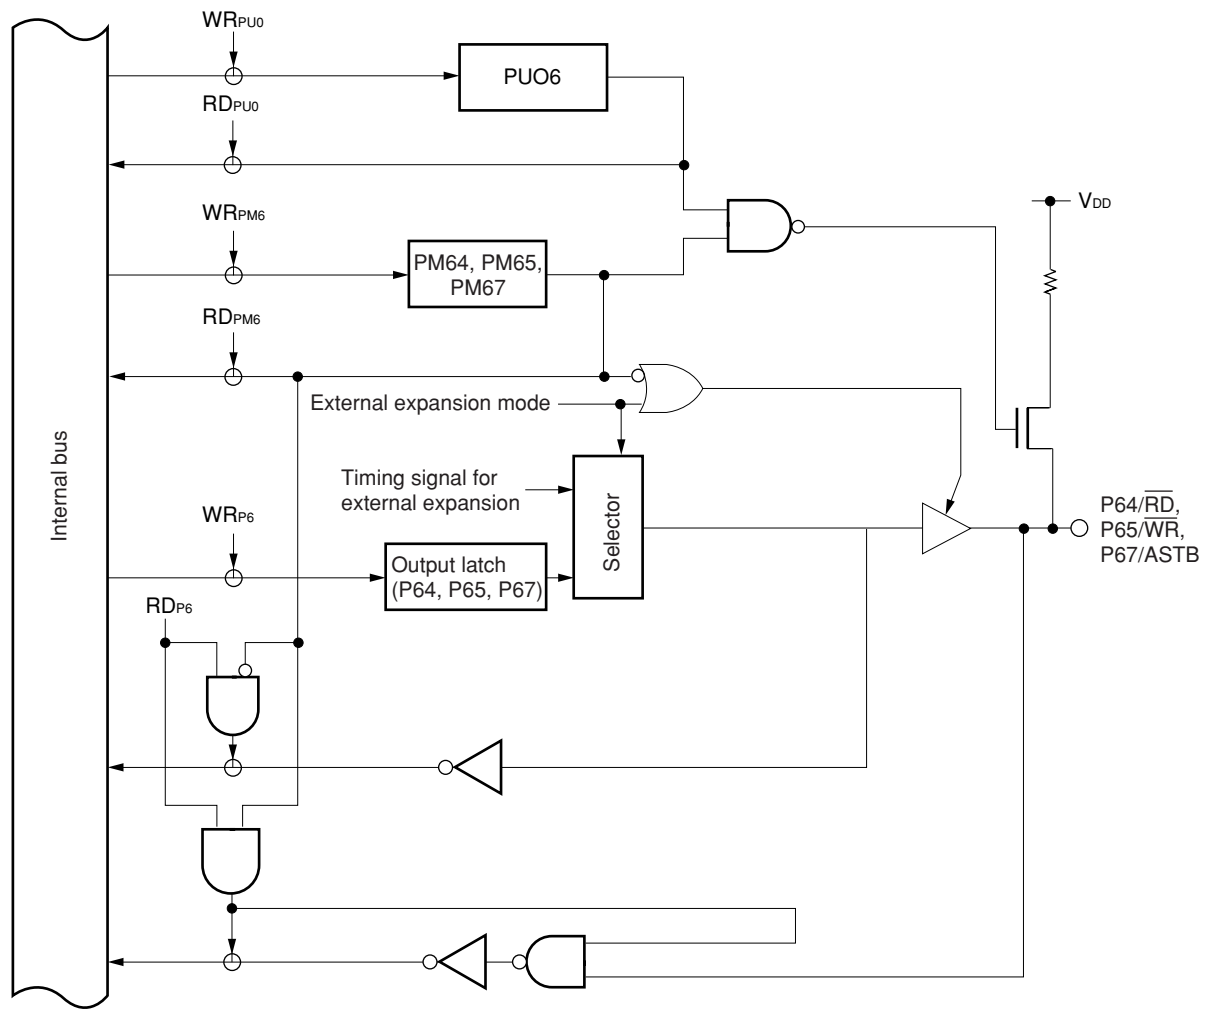 WRPU0
PUO6
RDPU0
WRPM6
VDD
PM64, PM65,
PM67
RDPM6
External expansion mode
Internal bus
Timing signal for
external expansion
Selector
P64/RD,
P65/WR,
P67/ASTB
WRP6
Output latch
(P64, P65, P67)
RDP6